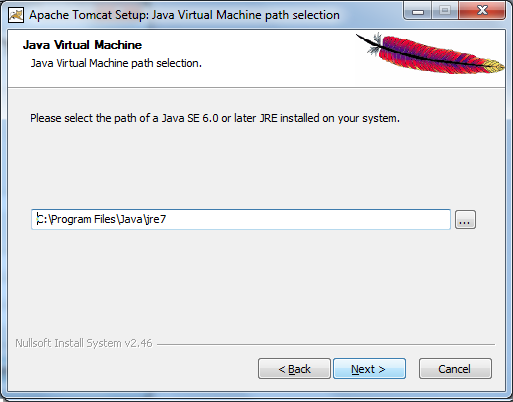 Apache Tomcat Setup: Java Virtual Machine path selection
Java Virtual Machine
Java Virtual Machine path selection.
Please select the path of a Java SE 6.0 or later JRE installed on your system.
C:\Program Files\Java\jre7
...
Nullsoft Install System v2.46
< Back
Next >
Cancel